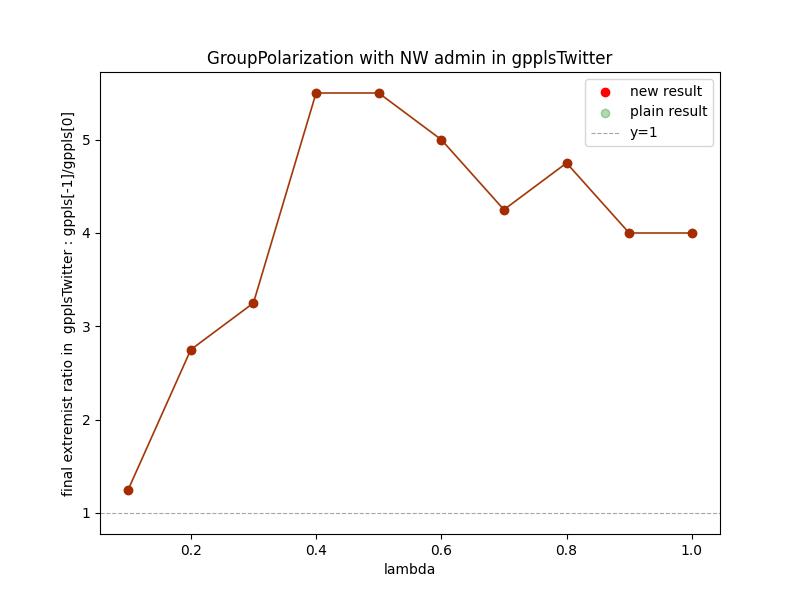 GroupPolarization with NW admin in gpplsTwitter
new result
plain result
y=1
final extremist ratio in  gpplsTwitter : gppls[-1]/gppls[0]
5
4
3
2
1
0.2 0.4 0.6 0.8 1.0
lambda